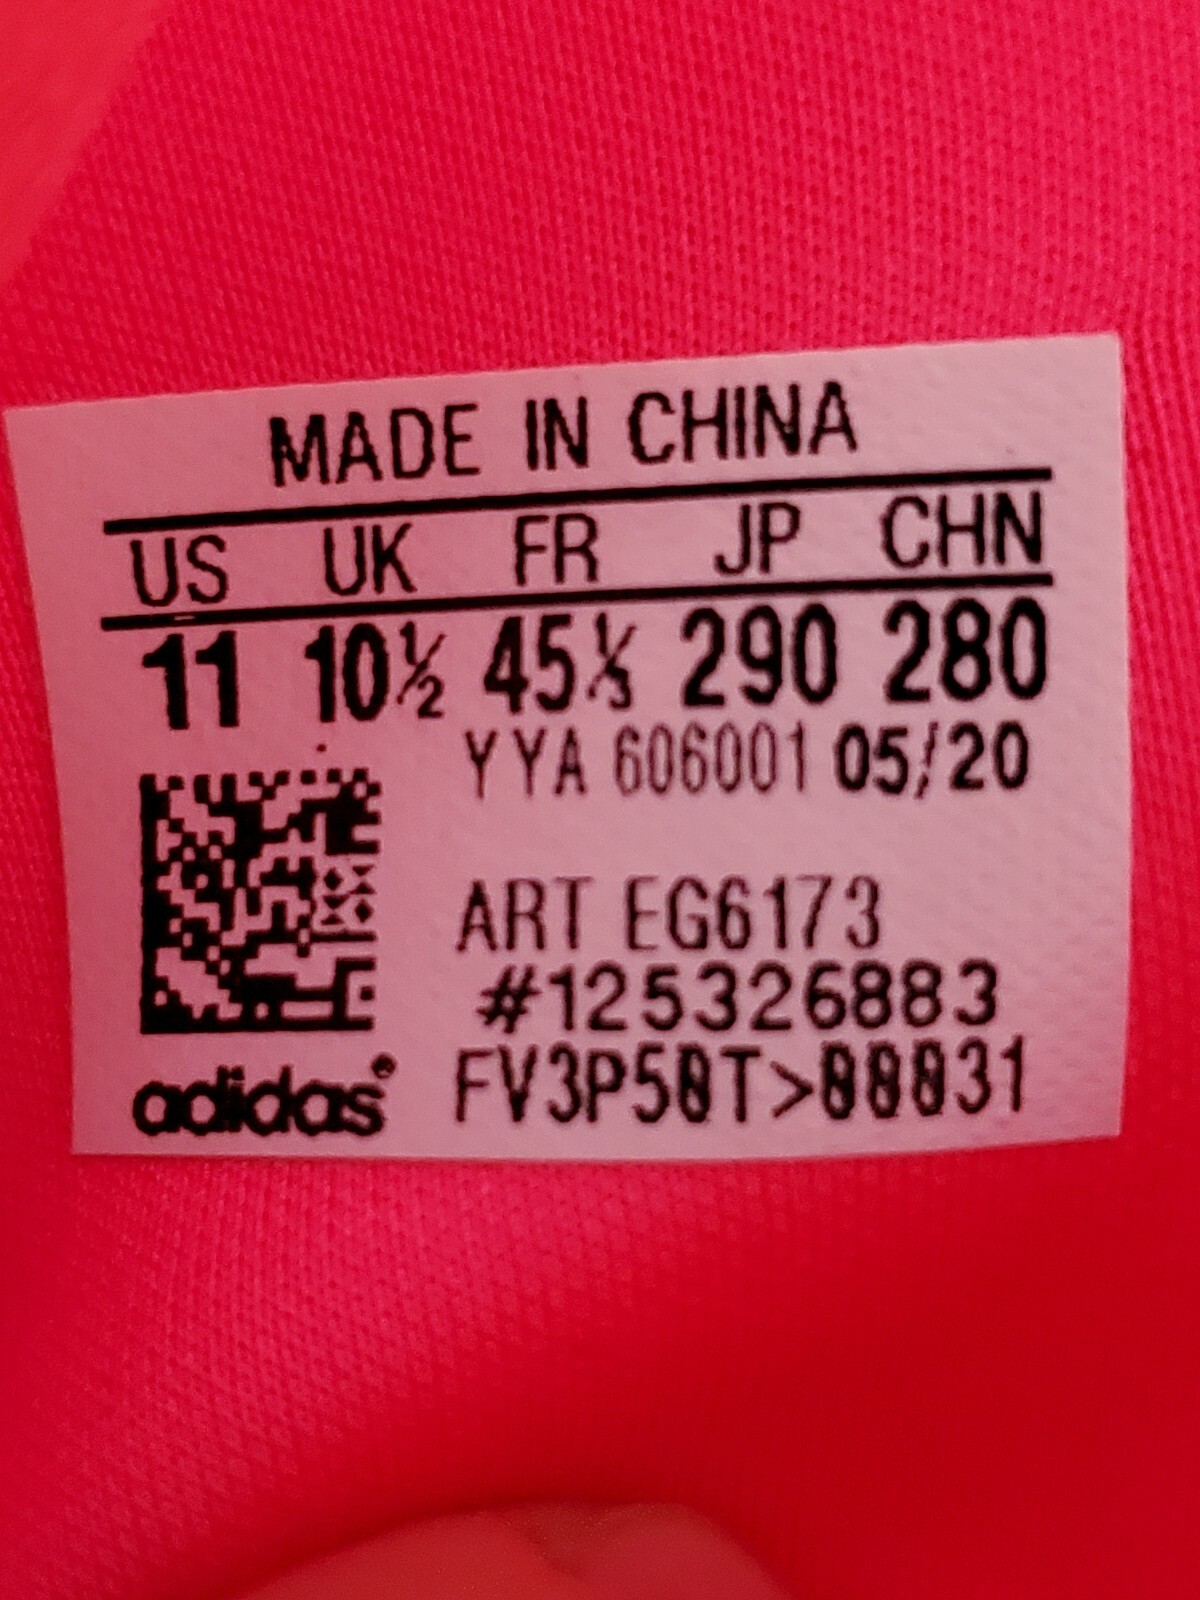 MADE IN CHINA
US UK FR JP CHN
11 10½ 45⅓ 290 280
YYA 606001 05/20
ART EG6173
#125326883
FV3P50T>00031
adidas®